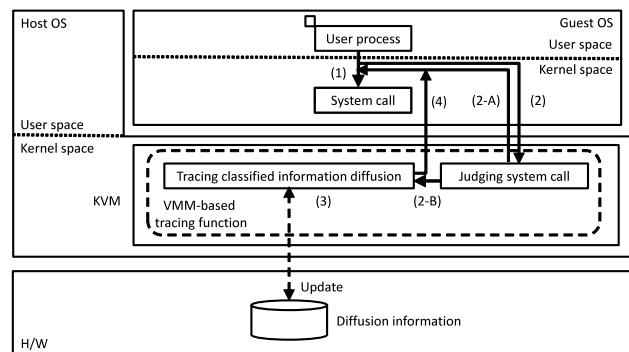 Host OS
Guest OS
User process
User space
Kernel space
(1)
System call
(4)
(2-A)
(2)
User space
Kernel space
KVM
Tracing classified information diffusion
Judging system call
(3)
(2-B)
VMM-based
tracing function
Update
Diffusion information
H/W